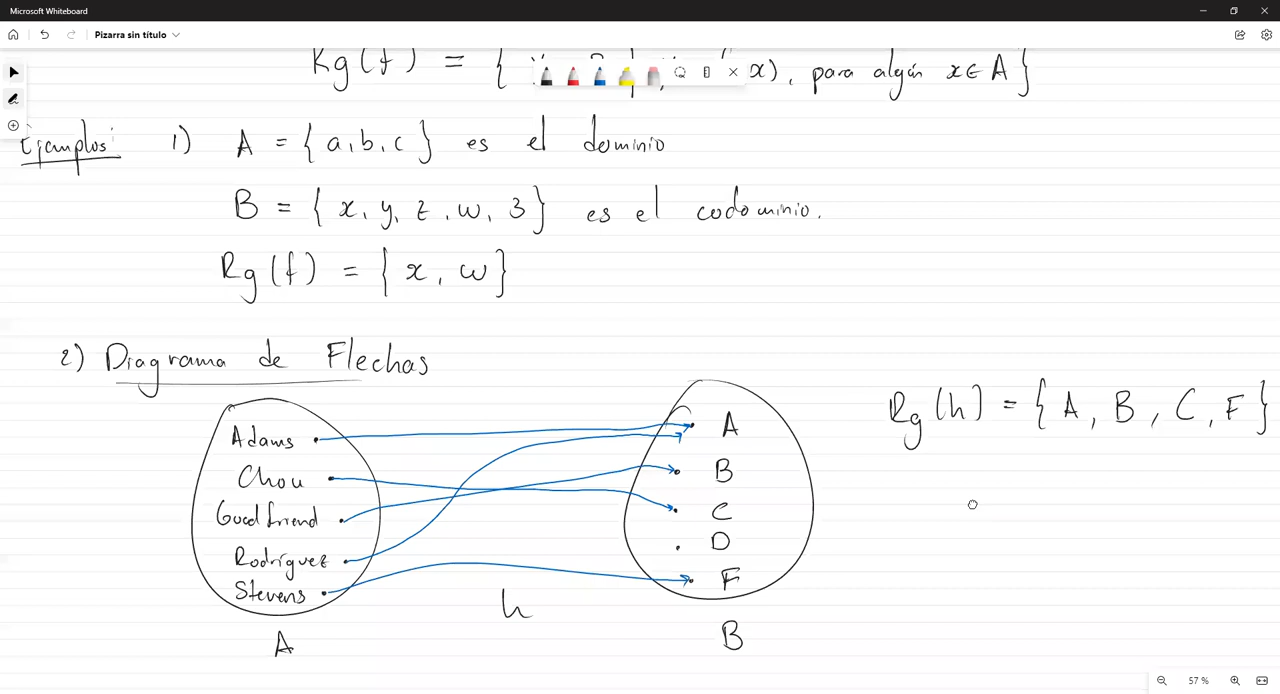 Microsoft Whiteboard
Pizarra sin título
Rg(f) = { x), para algún x ∈ A }
Ejemplos: 1) A = { a, b, c } es el dominio
B = { x, y, z, w, 3 } es el codominio.
Rg(f) = { x, w }
2) Diagrama de Flechas
Rg(h) = { A, B, C, F }
Adams A
Chou B
Goodfriend C
Rodríguez D
Stevens F
h
A B
57 %